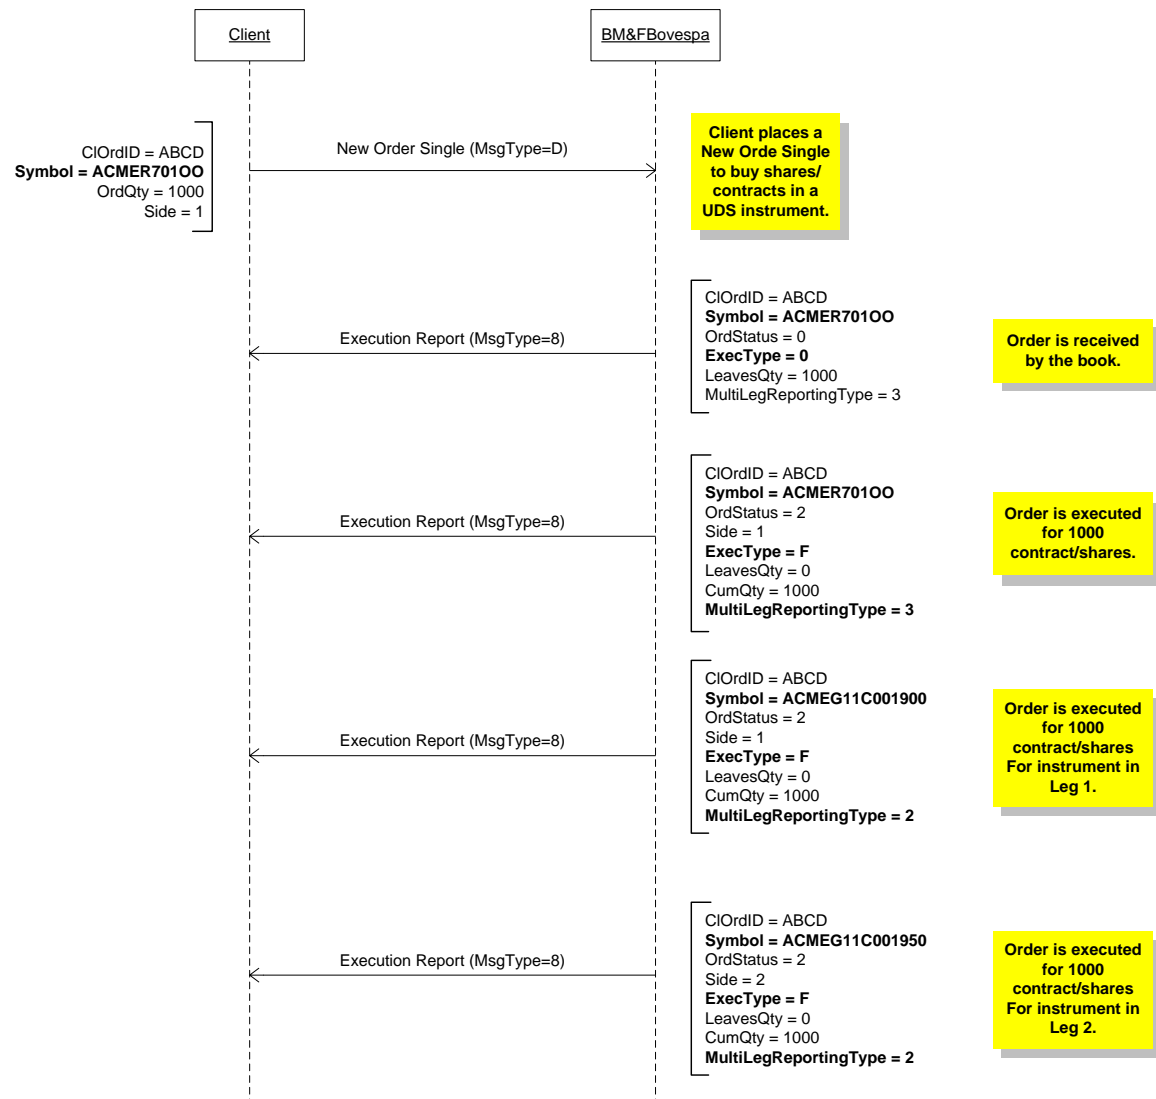 Client
BM&FBovespa
ClOrdID = ABCD
Symbol = ACMER701OO
OrdQty = 1000
Side = 1
New Order Single (MsgType=D)
Client places a
New Orde Single
to buy shares/
contracts in a
UDS instrument.
Execution Report (MsgType=8)
ClOrdID = ABCD
Symbol = ACMER701OO
OrdStatus = 0
ExecType = 0
LeavesQty = 1000
MultiLegReportingType = 3
Order is received
by the book.
Execution Report (MsgType=8)
ClOrdID = ABCD
Symbol = ACMER701OO
OrdStatus = 2
Side = 1
ExecType = F
LeavesQty = 0
CumQty = 1000
MultiLegReportingType = 3
Order is executed
for 1000
contract/shares.
Execution Report (MsgType=8)
ClOrdID = ABCD
Symbol = ACMEG11C001900
OrdStatus = 2
Side = 1
ExecType = F
LeavesQty = 0
CumQty = 1000
MultiLegReportingType = 2
Order is executed
for 1000
contract/shares
For instrument in
Leg 1.
Execution Report (MsgType=8)
ClOrdID = ABCD
Symbol = ACMEG11C001950
OrdStatus = 2
Side = 2
ExecType = F
LeavesQty = 0
CumQty = 1000
MultiLegReportingType = 2
Order is executed
for 1000
contract/shares
For instrument in
Leg 2.